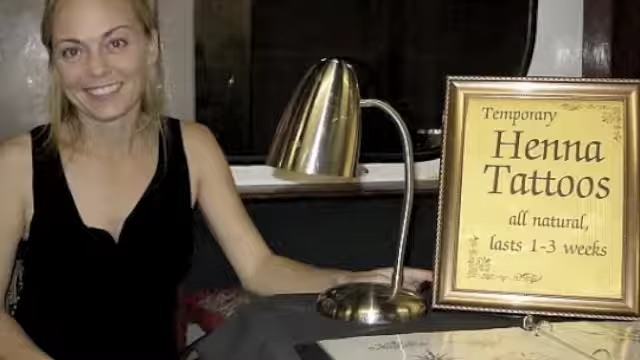 Temporary
Henna
Tattoos
all natural,
lasts 1-3 weeks